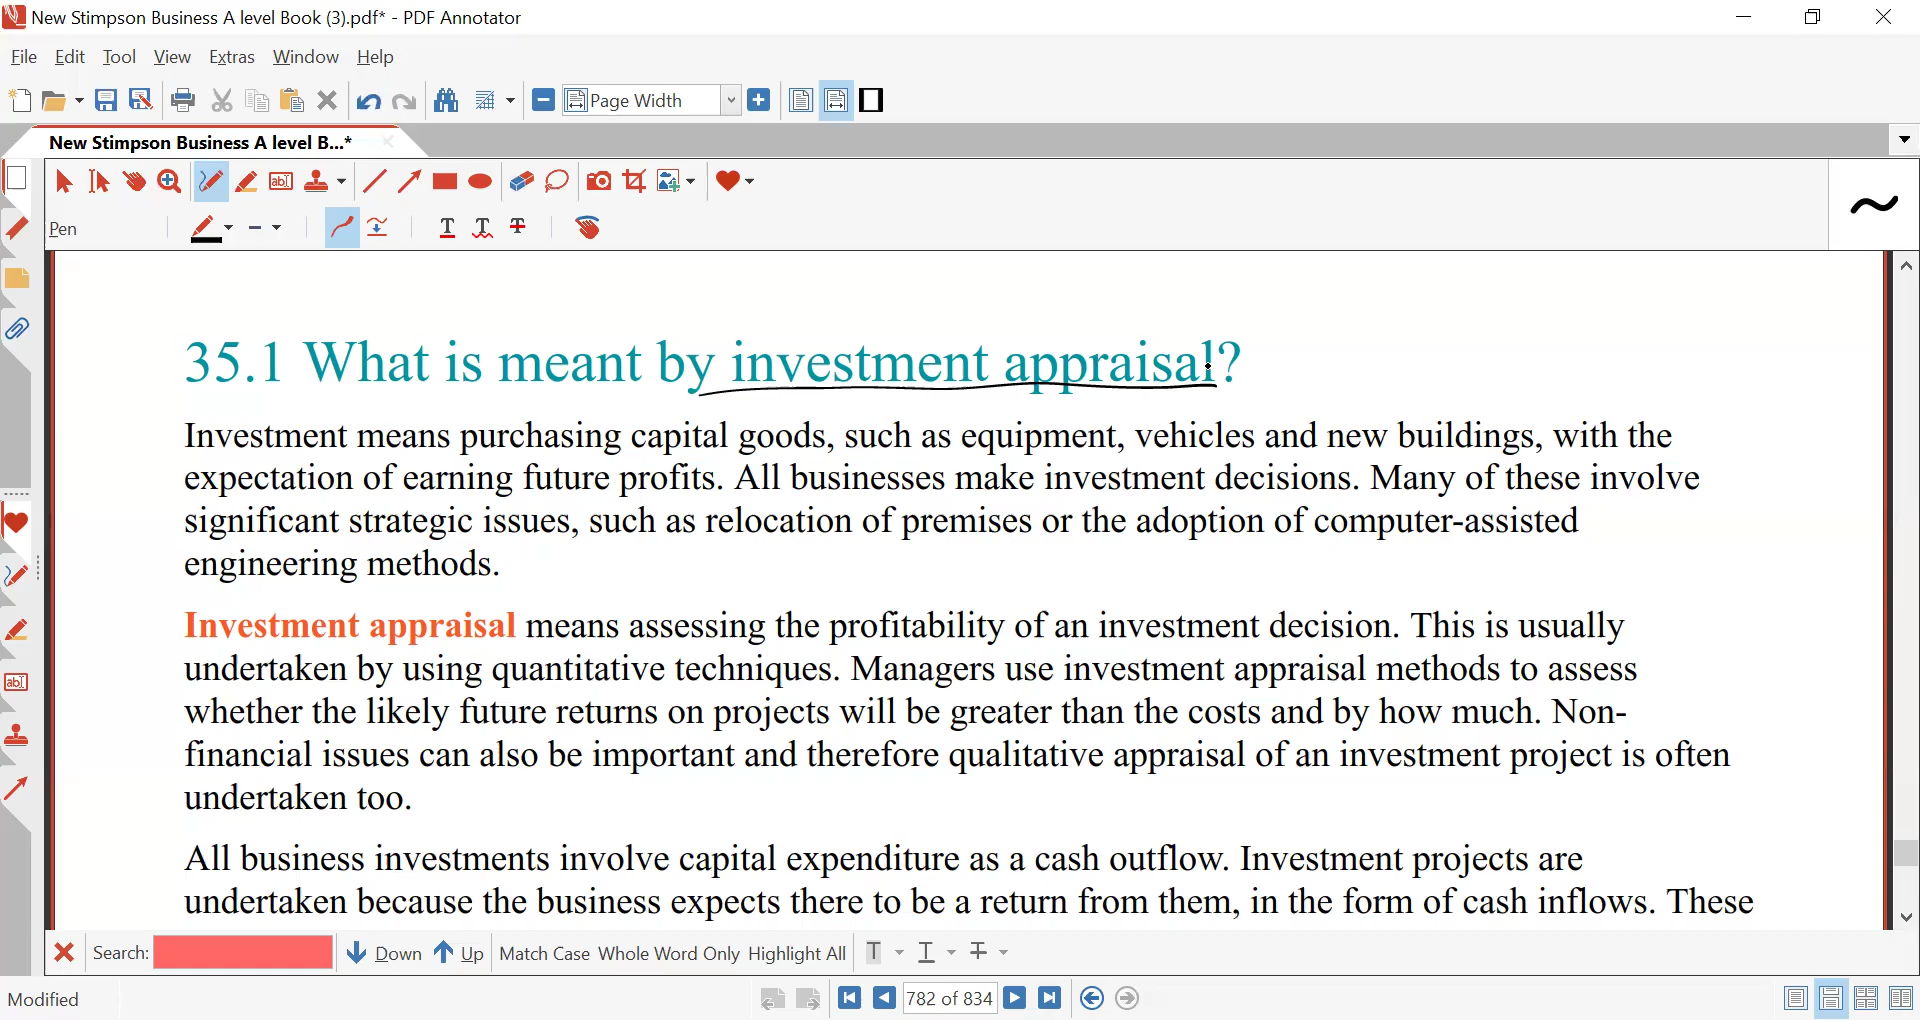 New Stimpson Business A level Book (3).pdf* - PDF Annotator
File Edit Tool View Extras Window Help
Page Width
New Stimpson Business A level B...*
Pen
35.1 What is meant by investment appraisal?
Investment means purchasing capital goods, such as equipment, vehicles and new buildings, with the
expectation of earning future profits. All businesses make investment decisions. Many of these involve
significant strategic issues, such as relocation of premises or the adoption of computer-assisted
engineering methods.
Investment appraisal means assessing the profitability of an investment decision. This is usually
undertaken by using quantitative techniques. Managers use investment appraisal methods to assess
whether the likely future returns on projects will be greater than the costs and by how much. Non-
financial issues can also be important and therefore qualitative appraisal of an investment project is often
undertaken too.
All business investments involve capital expenditure as a cash outflow. Investment projects are
undertaken because the business expects there to be a return from them, in the form of cash inflows. These
Search: Down Up Match Case Whole Word Only Highlight All
Modified 782 of 834